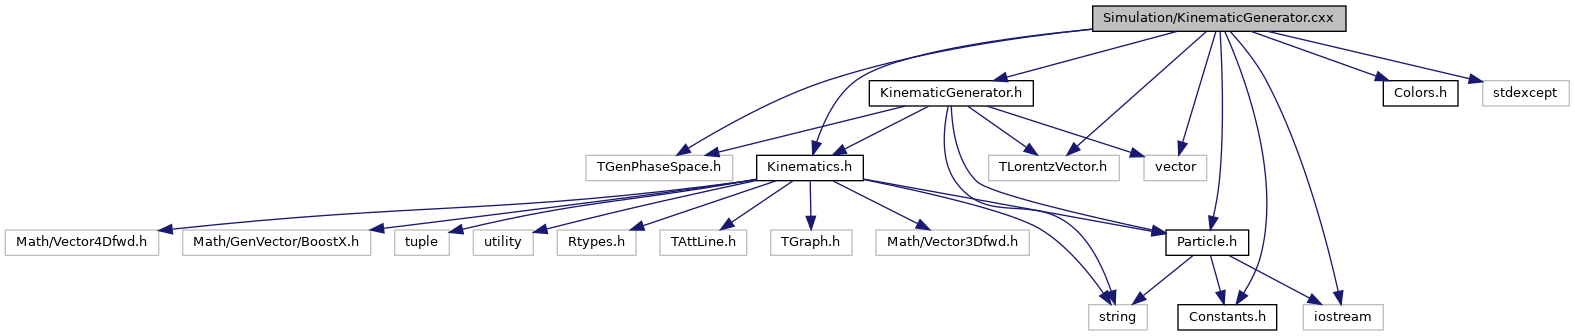 Simulation/KinematicGenerator.cxx
KinematicGenerator.h
Colors.h
stdexcept
TGenPhaseSpace.h
Kinematics.h
TLorentzVector.h
vector
Math/Vector4Dfwd.h
Math/GenVector/BoostX.h
tuple
utility
Rtypes.h
TAttLine.h
TGraph.h
Math/Vector3Dfwd.h
Particle.h
string
Constants.h
iostream